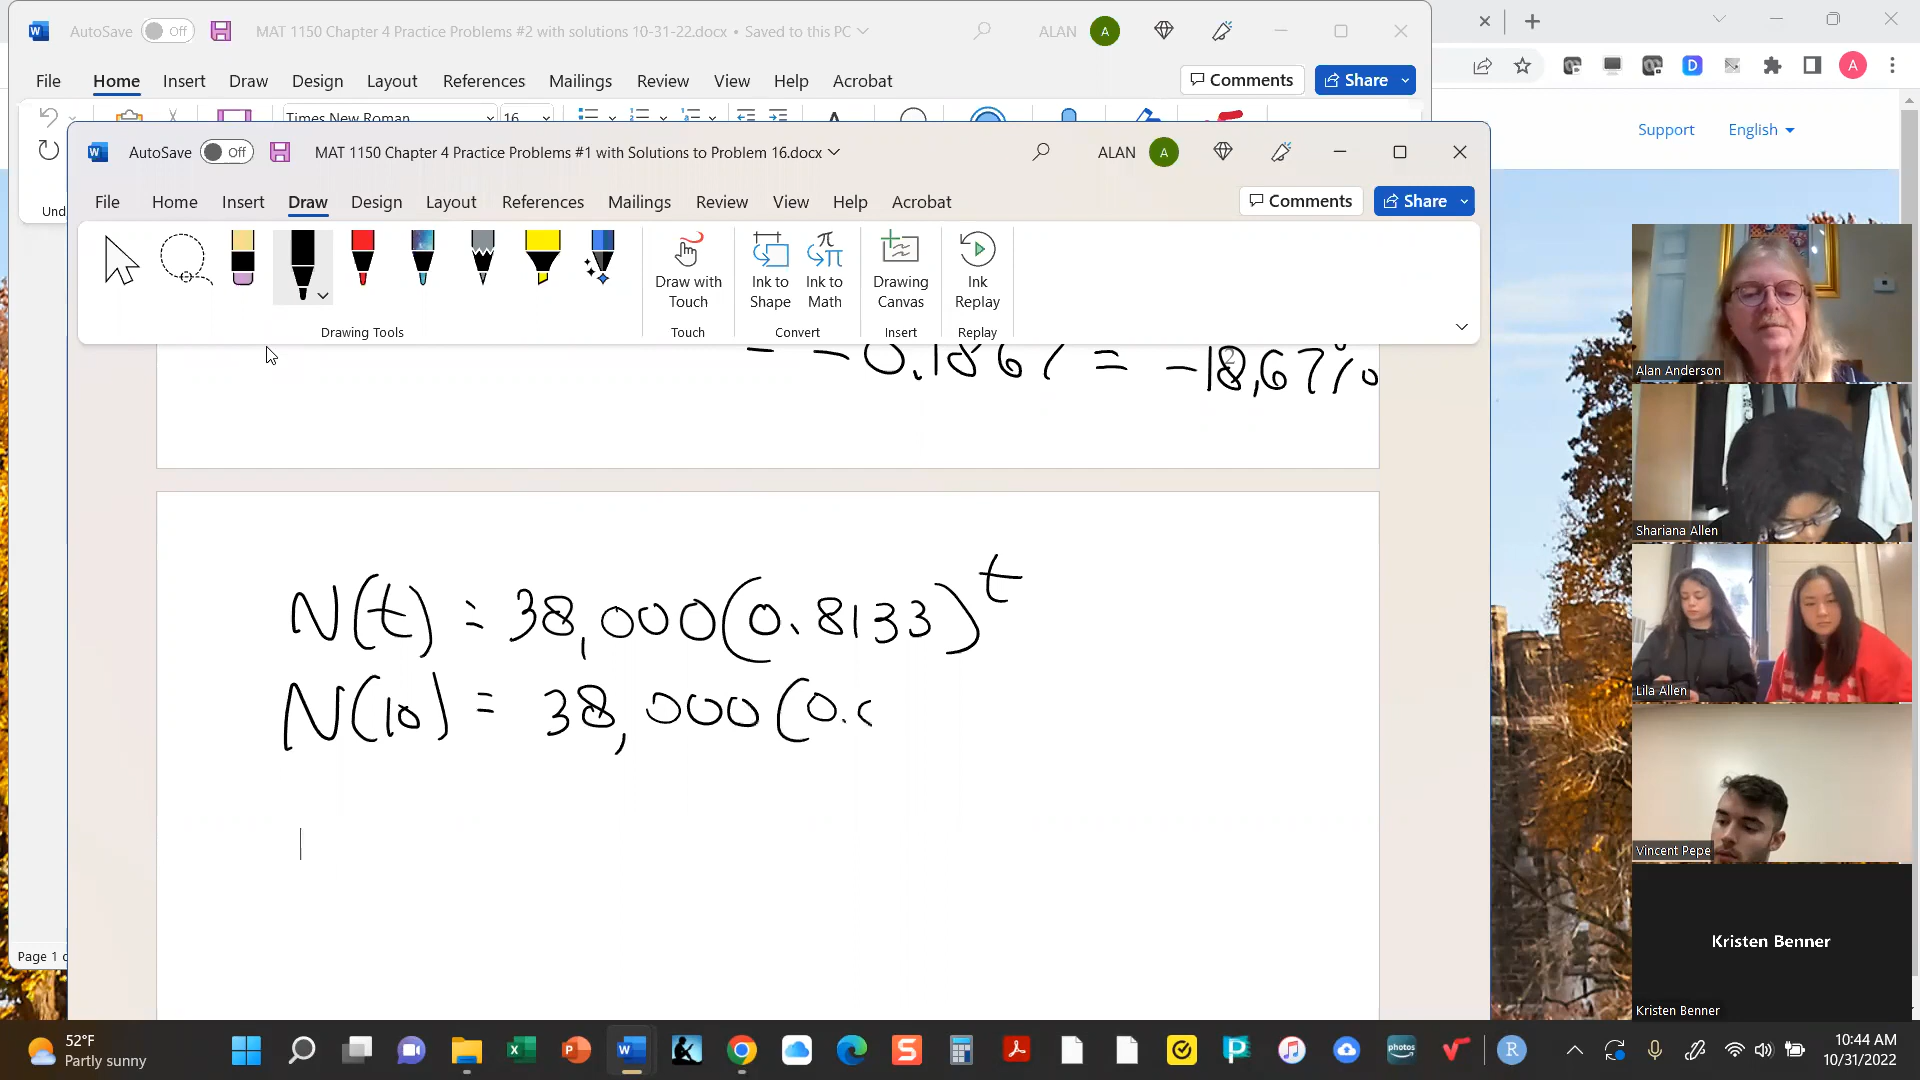 AutoSave Off MAT 1150 Chapter 4 Practice Problems #2 with solutions 10-31-22.docx • Saved to this PC ALAN A
File Home Insert Draw Design Layout References Mailings Review View Help Acrobat Comments Share
Times New Roman 16
Support English
AutoSave Off MAT 1150 Chapter 4 Practice Problems #1 with Solutions to Problem 16.docx ALAN A
File Home Insert Draw Design Layout References Mailings Review View Help Acrobat Comments Share
Und
Draw with Touch
Ink to Shape
Ink to Math
Drawing Canvas
Ink Replay
Drawing Tools Touch Convert Insert Replay
= -0.1867 = -18.67%
2
N(t) = 38,000(0.8133)^t
N(10) = 38,000(0.
Alan Anderson
Shariana Allen
Lila Allen
Vincent Pepe
Kristen Benner
Kristen Benner
Page 1 o
52°F
Partly sunny
photos
R
10:44 AM
10/31/2022